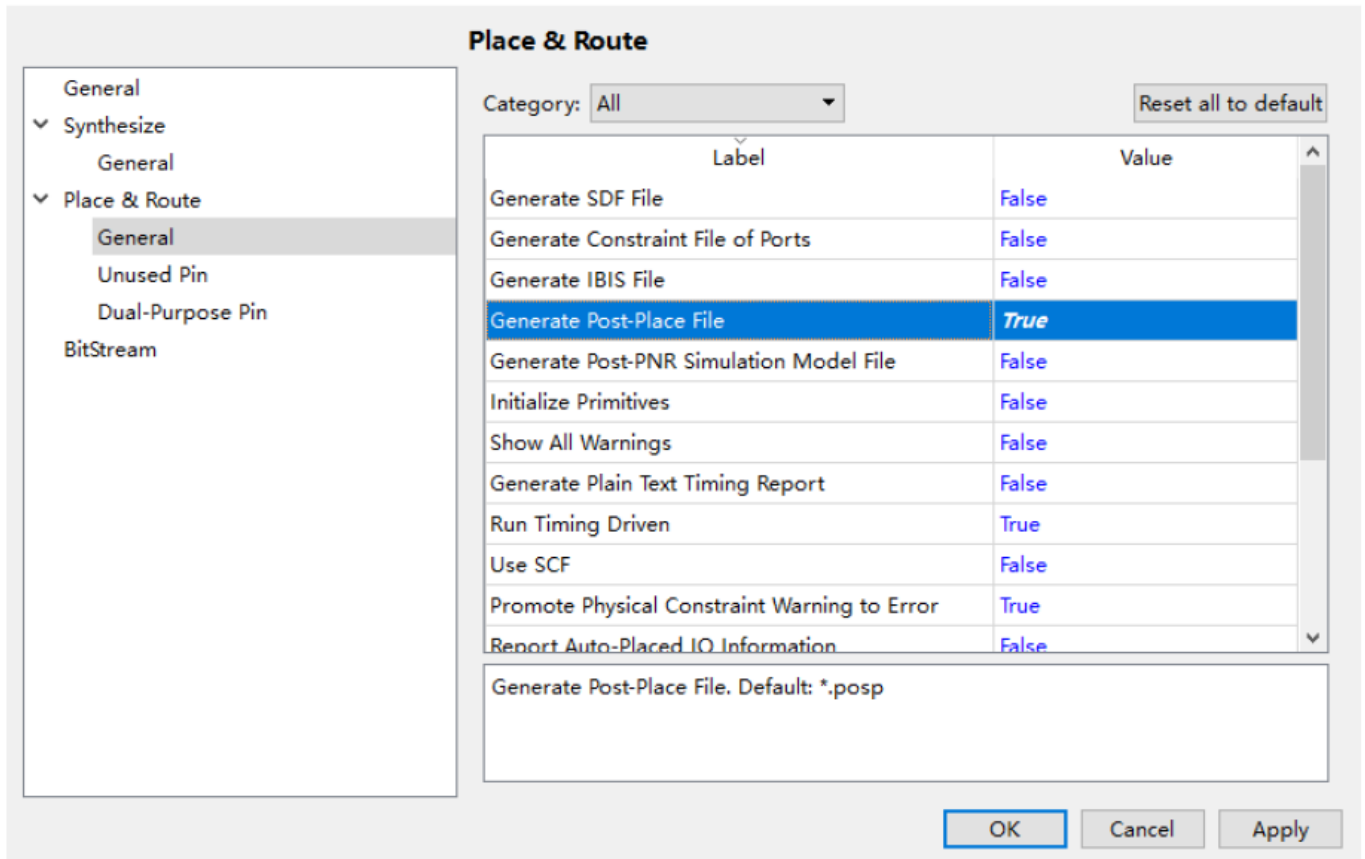 Place & Route
General
Synthesize
General
Place & Route
General
Unused Pin
Dual-Purpose Pin
BitStream
Category: All Reset all to default
Label Value
Generate SDF File False
Generate Constraint File of Ports False
Generate IBIS File False
Generate Post-Place File True
Generate Post-PNR Simulation Model File False
Initialize Primitives False
Show All Warnings False
Generate Plain Text Timing Report False
Run Timing Driven True
Use SCF False
Promote Physical Constraint Warning to Error True
Report Auto-Placed IO Information False
Generate Post-Place File. Default: *.posp
OK Cancel Apply